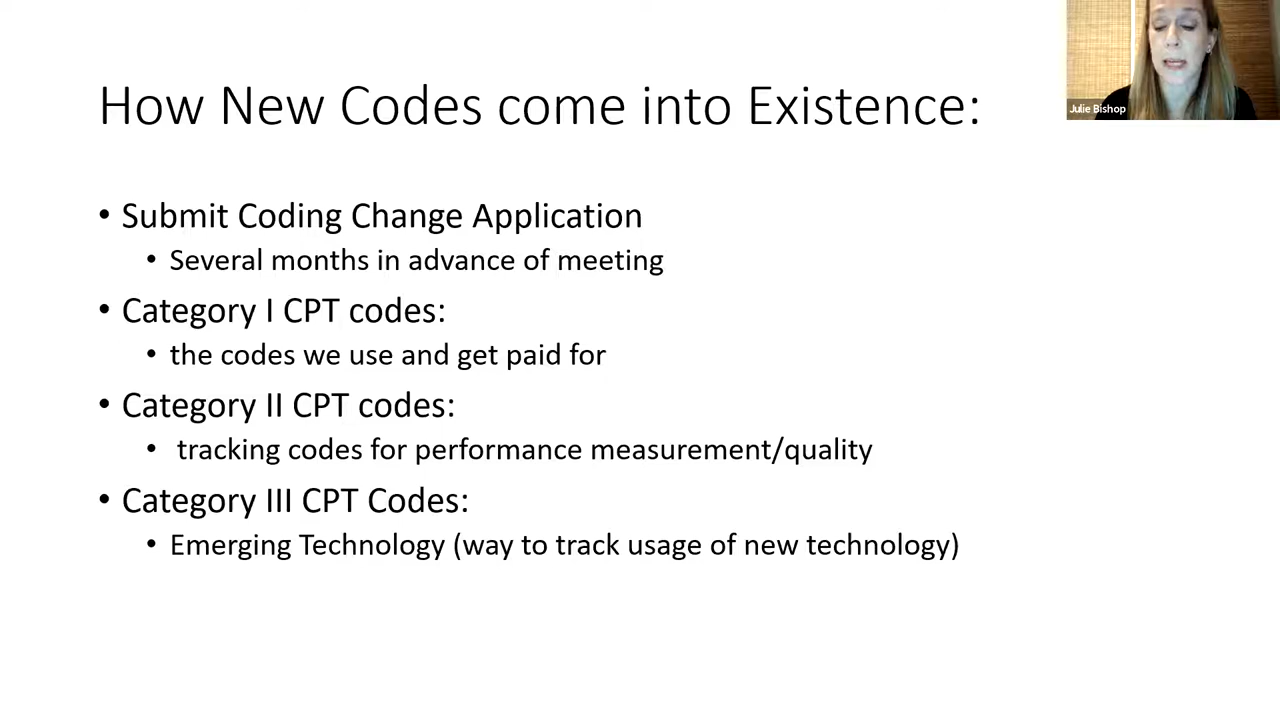 How New Codes come into Existence:
Julie Bishop
• Submit Coding Change Application
• Several months in advance of meeting
• Category I CPT codes:
• the codes we use and get paid for
• Category II CPT codes:
• tracking codes for performance measurement/quality
• Category III CPT Codes:
• Emerging Technology (way to track usage of new technology)